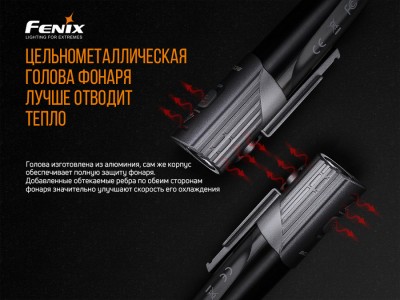 FENIX
LIGHTING FOR EXTREMES
ЦЕЛЬНОМЕТАЛЛИЧЕСКАЯ
ГОЛОВА ФОНАРЯ
ЛУЧШЕ ОТВОДИТ
ТЕПЛО
Голова изготовлена из алюминия, сам же корпус
обеспечивает полную защиту фонаря.
Добавленные обтекаемые ребра по обеим сторонам
фонаря значительно улучшают скорость его охлаждения
CE